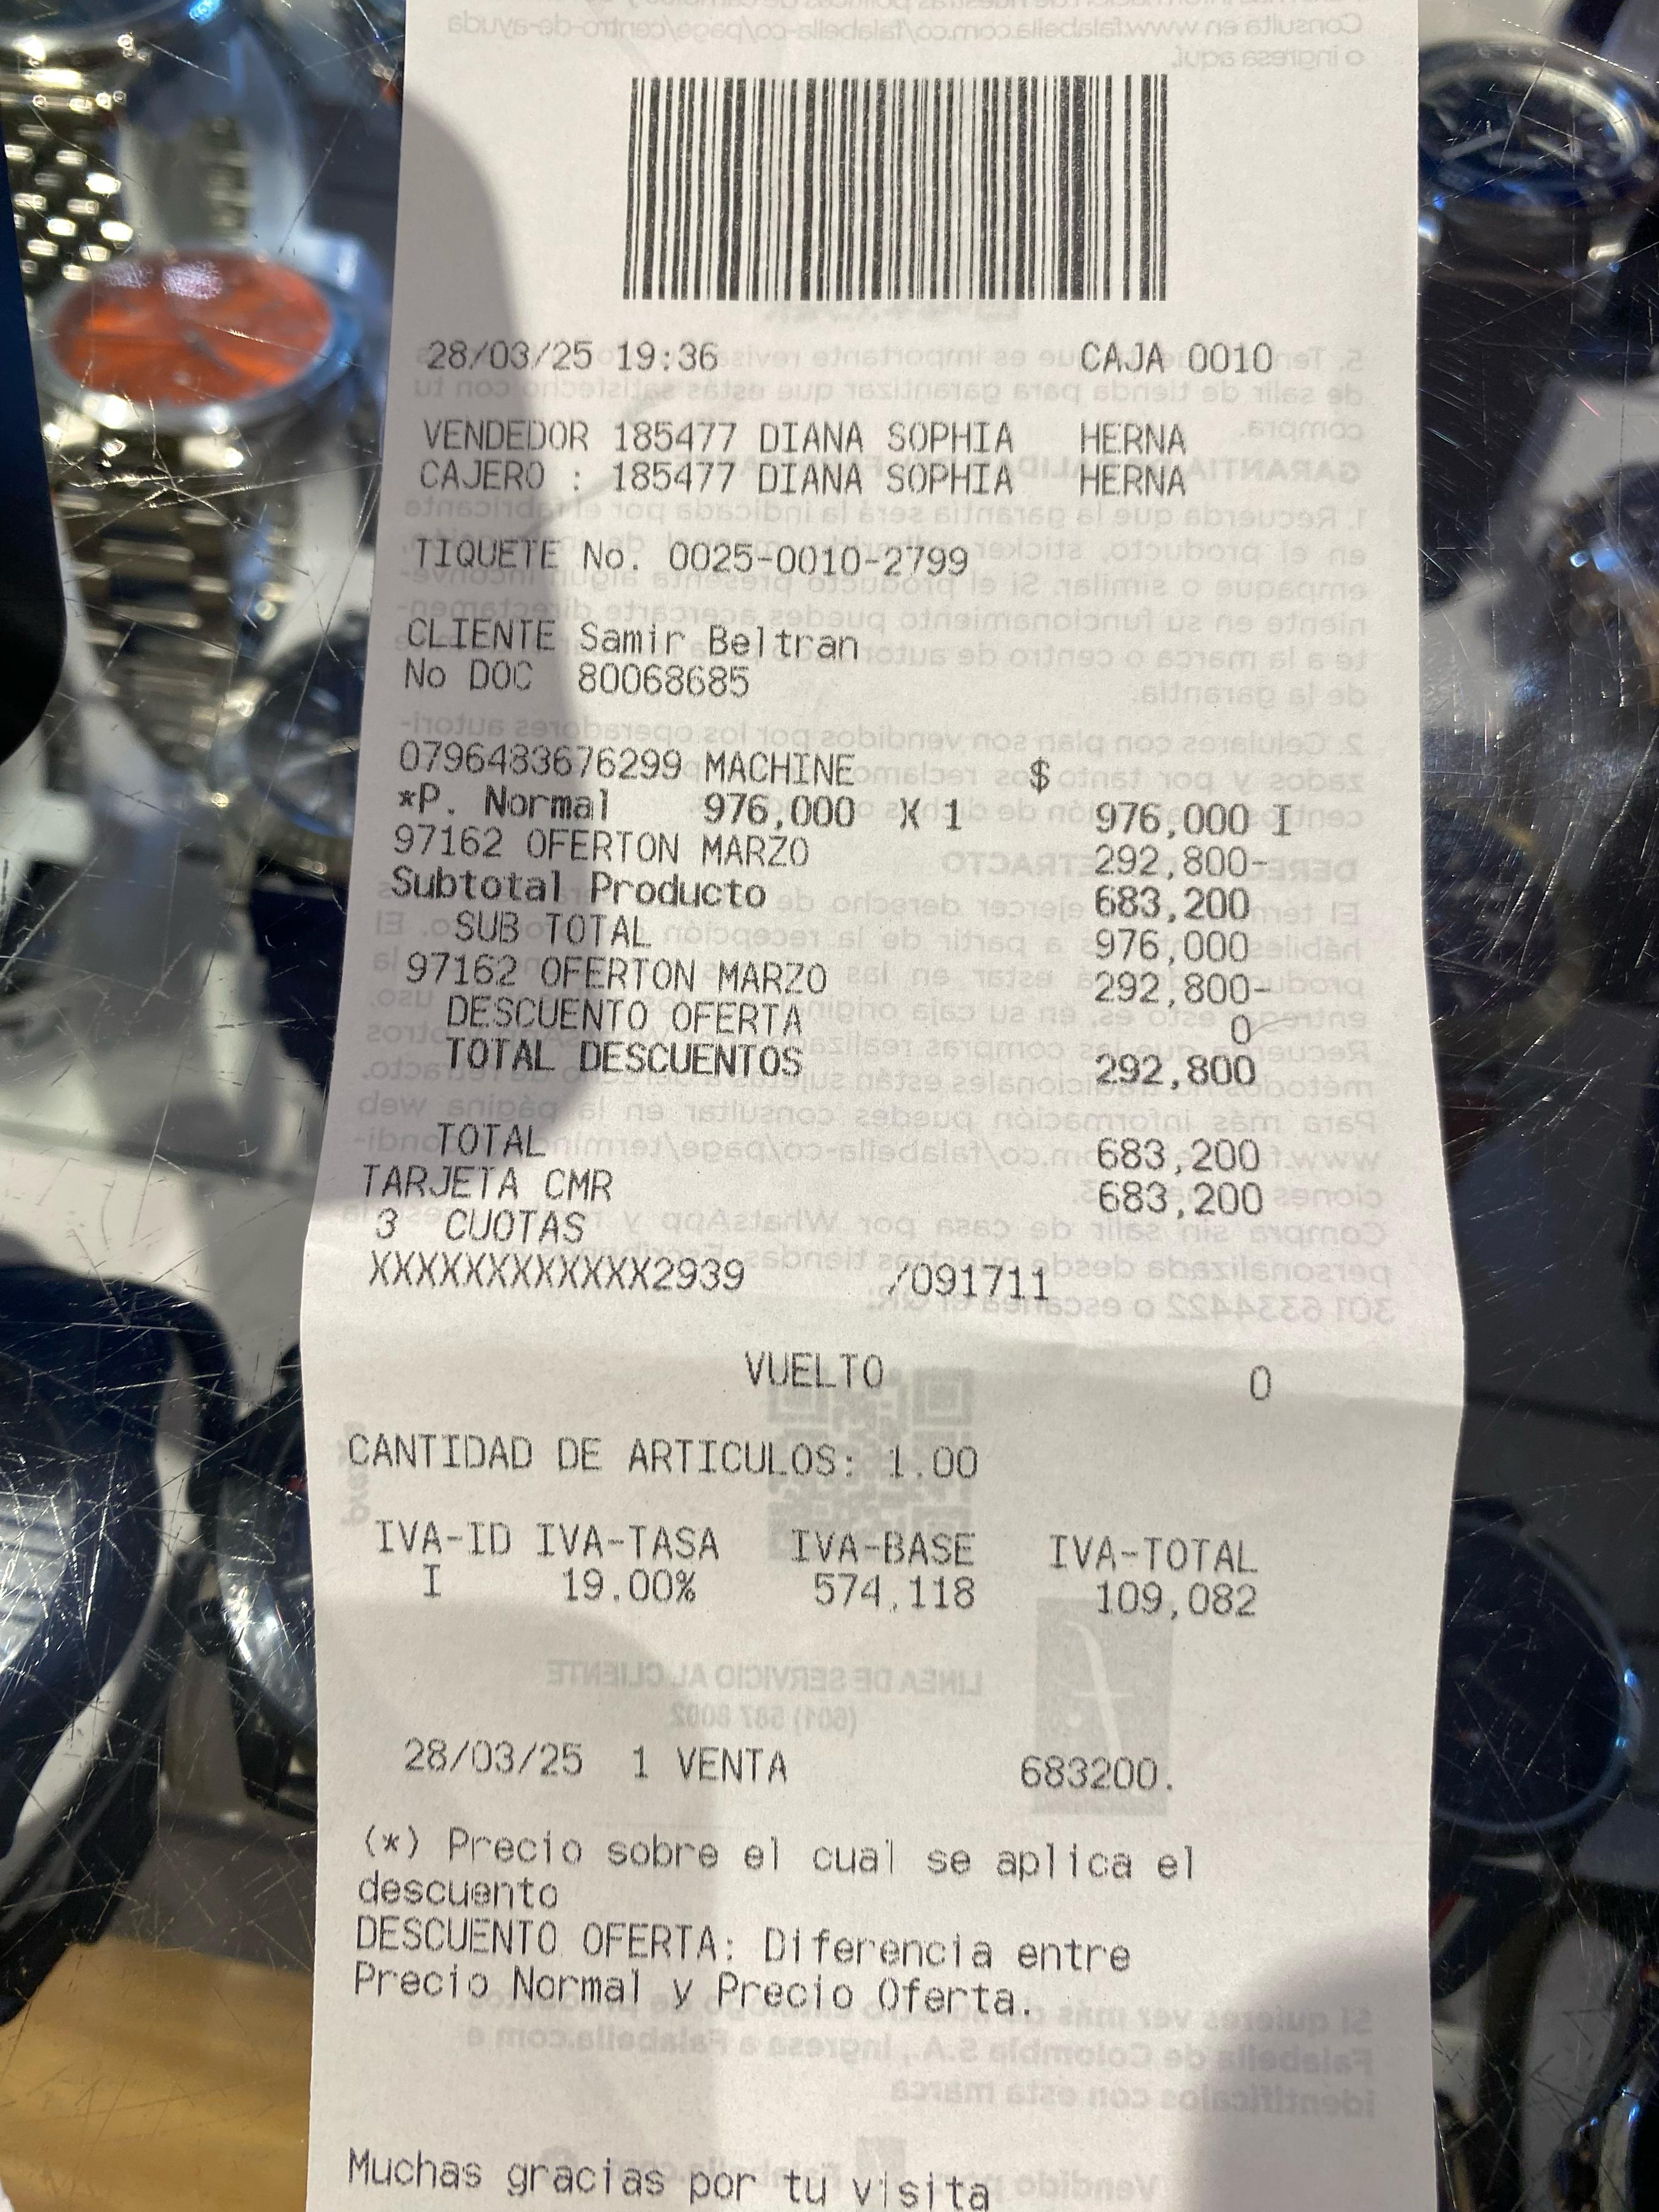 28/03/25 19:36 CAJA 0010
VENDEDOR 185477 DIANA SOPHIA HERNA
CAJERO : 185477 DIANA SOPHIA HERNA
TIQUETE No. 0025-0010-2799
CLIENTE Samir Beltran
No DOC 80068685
0796483676299 MACHINE $
*P. Normal 976,000 X 1 976,000 I
97162 OFERTON MARZO 292,800-
Subtotal Producto 683,200
SUB TOTAL 976,000
97162 OFERTON MARZO 292,800-
DESCUENTO OFERTA 0
TOTAL DESCUENTOS 292,800
TOTAL 683,200
TARJETA CMR 683,200
3 CUOTAS
XXXXXXXXXXXX2939 /091711
VUELTO 0
CANTIDAD DE ARTICULOS: 1.00
IVA-ID IVA-TASA IVA-BASE IVA-TOTAL
I 19.00% 574,118 109,082
28/03/25 1 VENTA 683200.
(*) Precio sobre el cual se aplica el
descuento
DESCUENTO OFERTA: Diferencia entre
Precio Normal y Precio Oferta.
Muchas gracias por tu visita